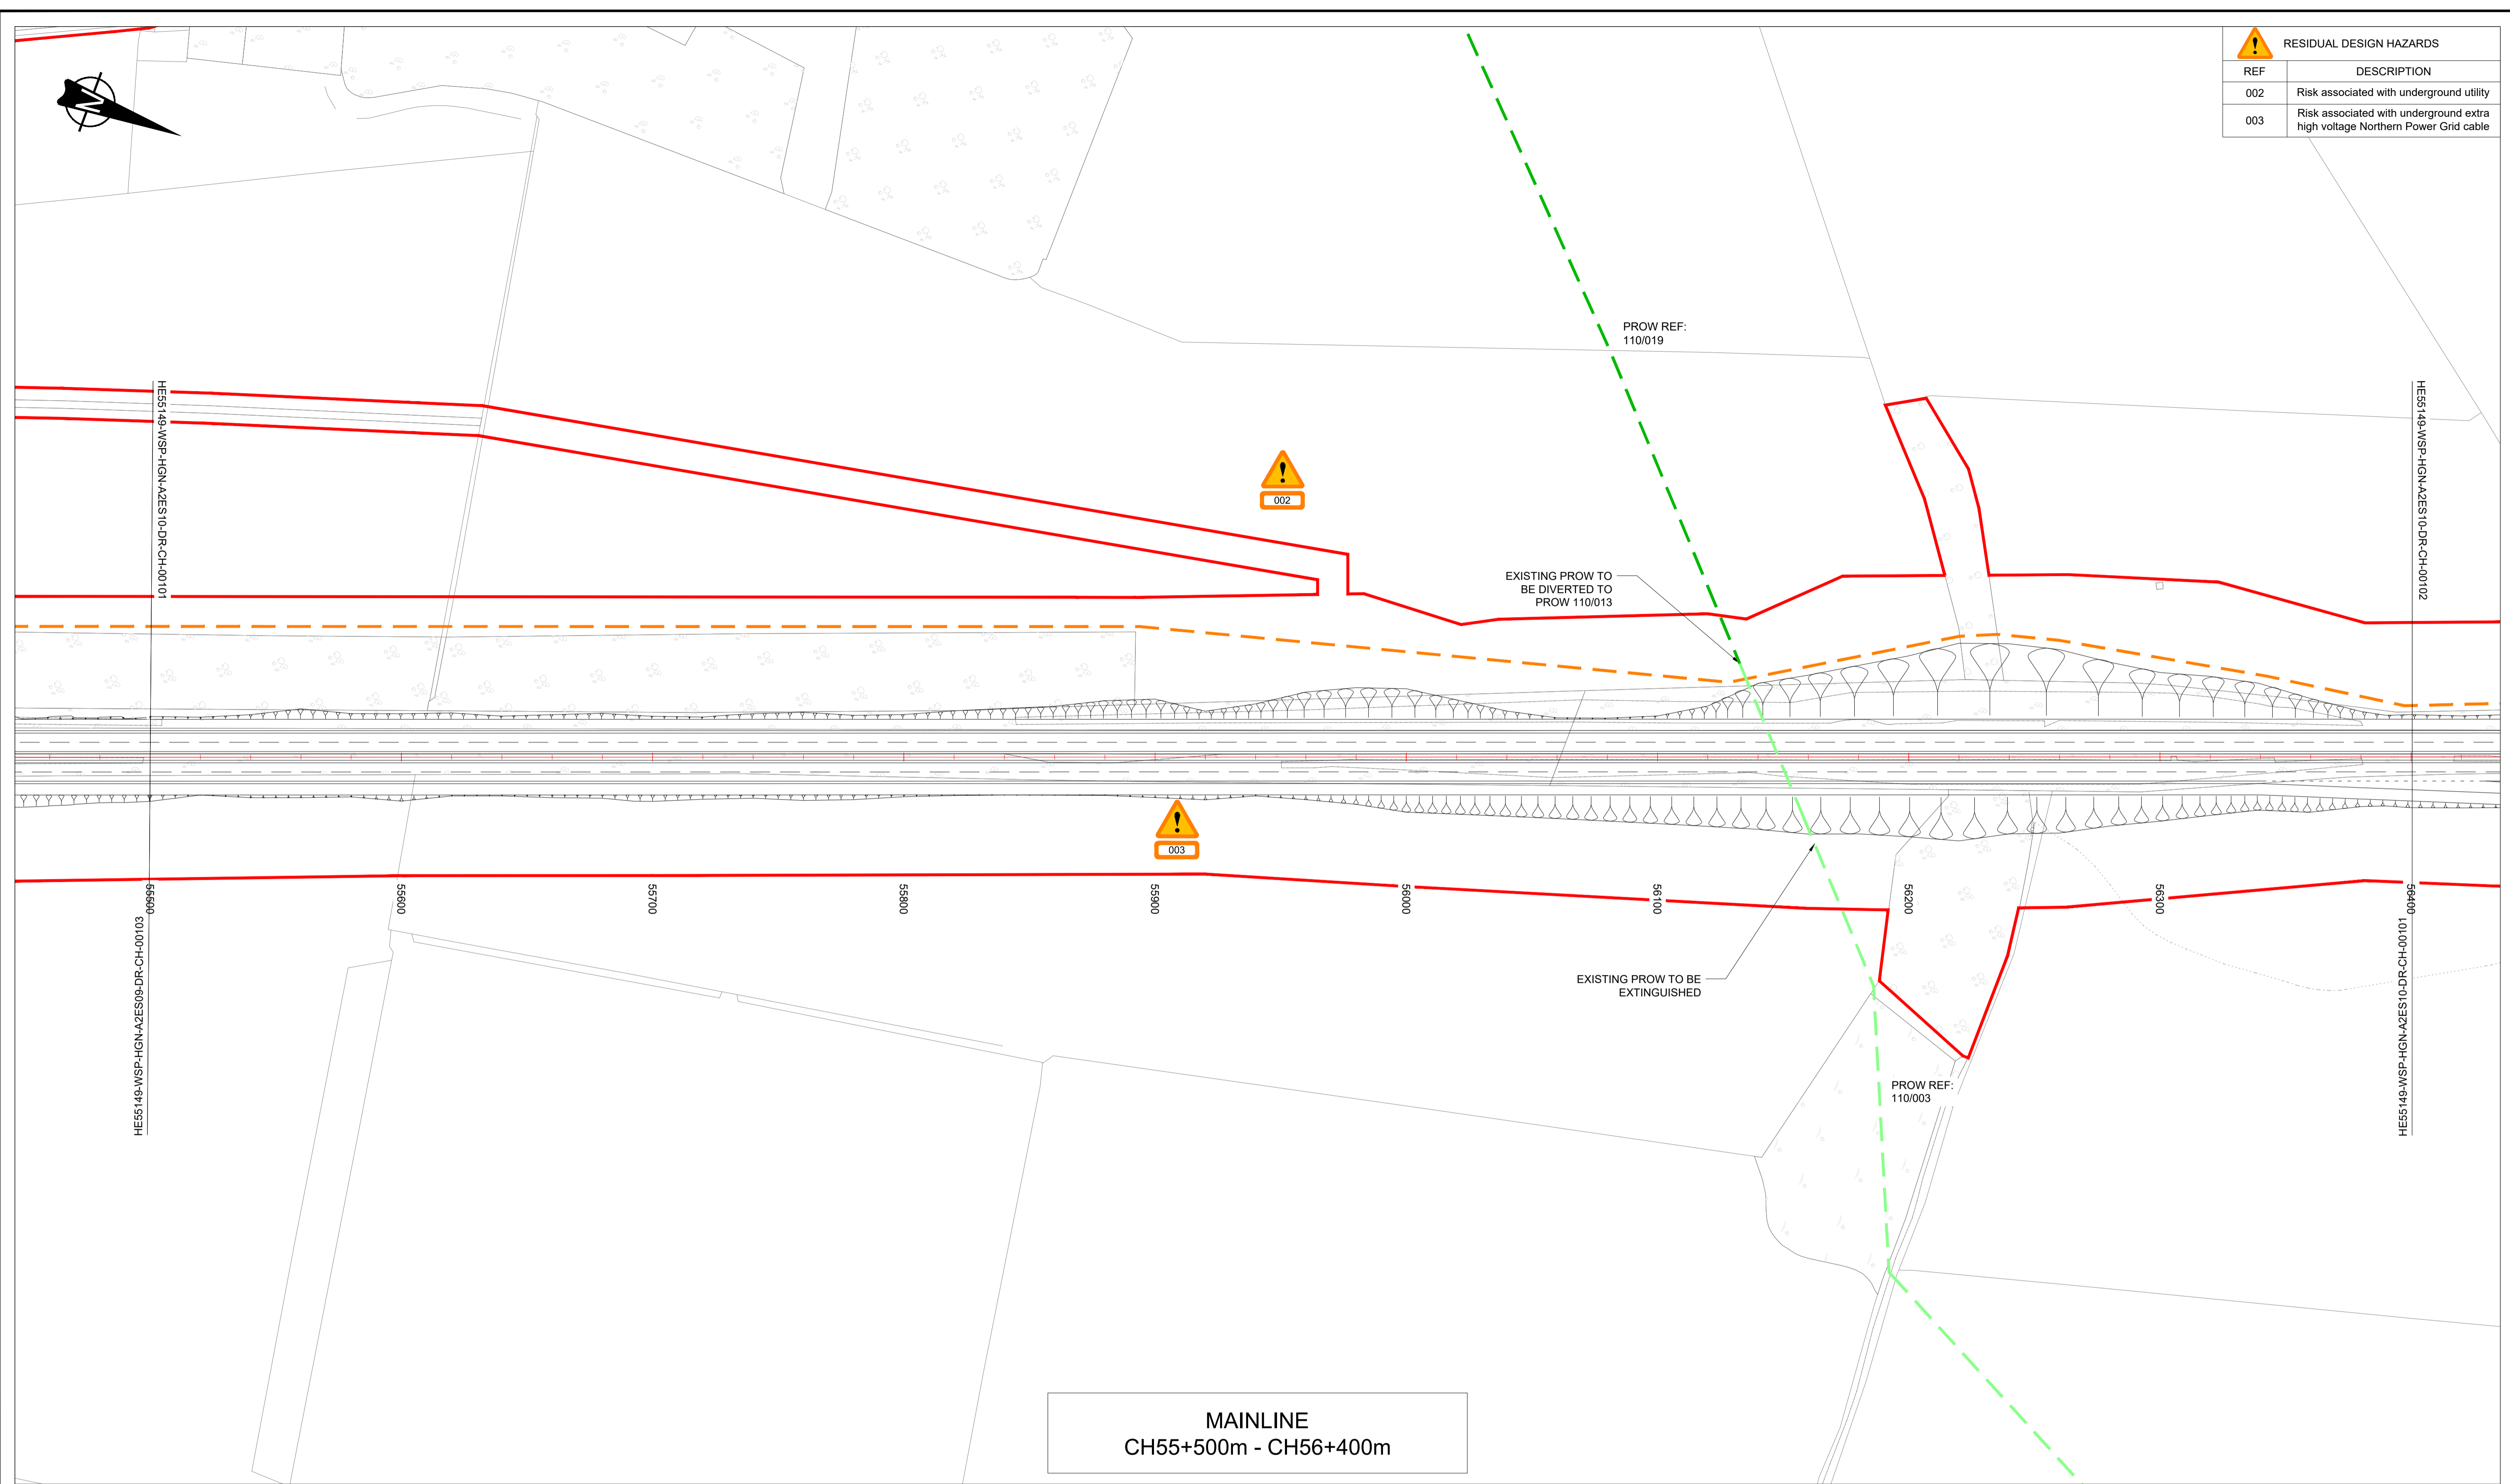 RESIDUAL DESIGN HAZARDS
REF
DESCRIPTION
002
Risk associated with underground utility
003
Risk associated with underground extra
high voltage Northern Power Grid cable
N
PROW REF:
110/019
HE55149-WSP-HGN-A2ES10-DR-CH-00101
HE55149-WSP-HGN-A2ES10-DR-CH-00102
002
EXISTING PROW TO
BE DIVERTED TO
PROW 110/013
003
55500
55600
55700
55800
55900
56000
56100
56200
56300
56400
HE55149-WSP-HGN-A2ES09-DR-CH-00103
HE55149-WSP-HGN-A2ES10-DR-CH-00101
EXISTING PROW TO BE
EXTINGUISHED
PROW REF:
110/003
MAINLINE
CH55+500m - CH56+400m